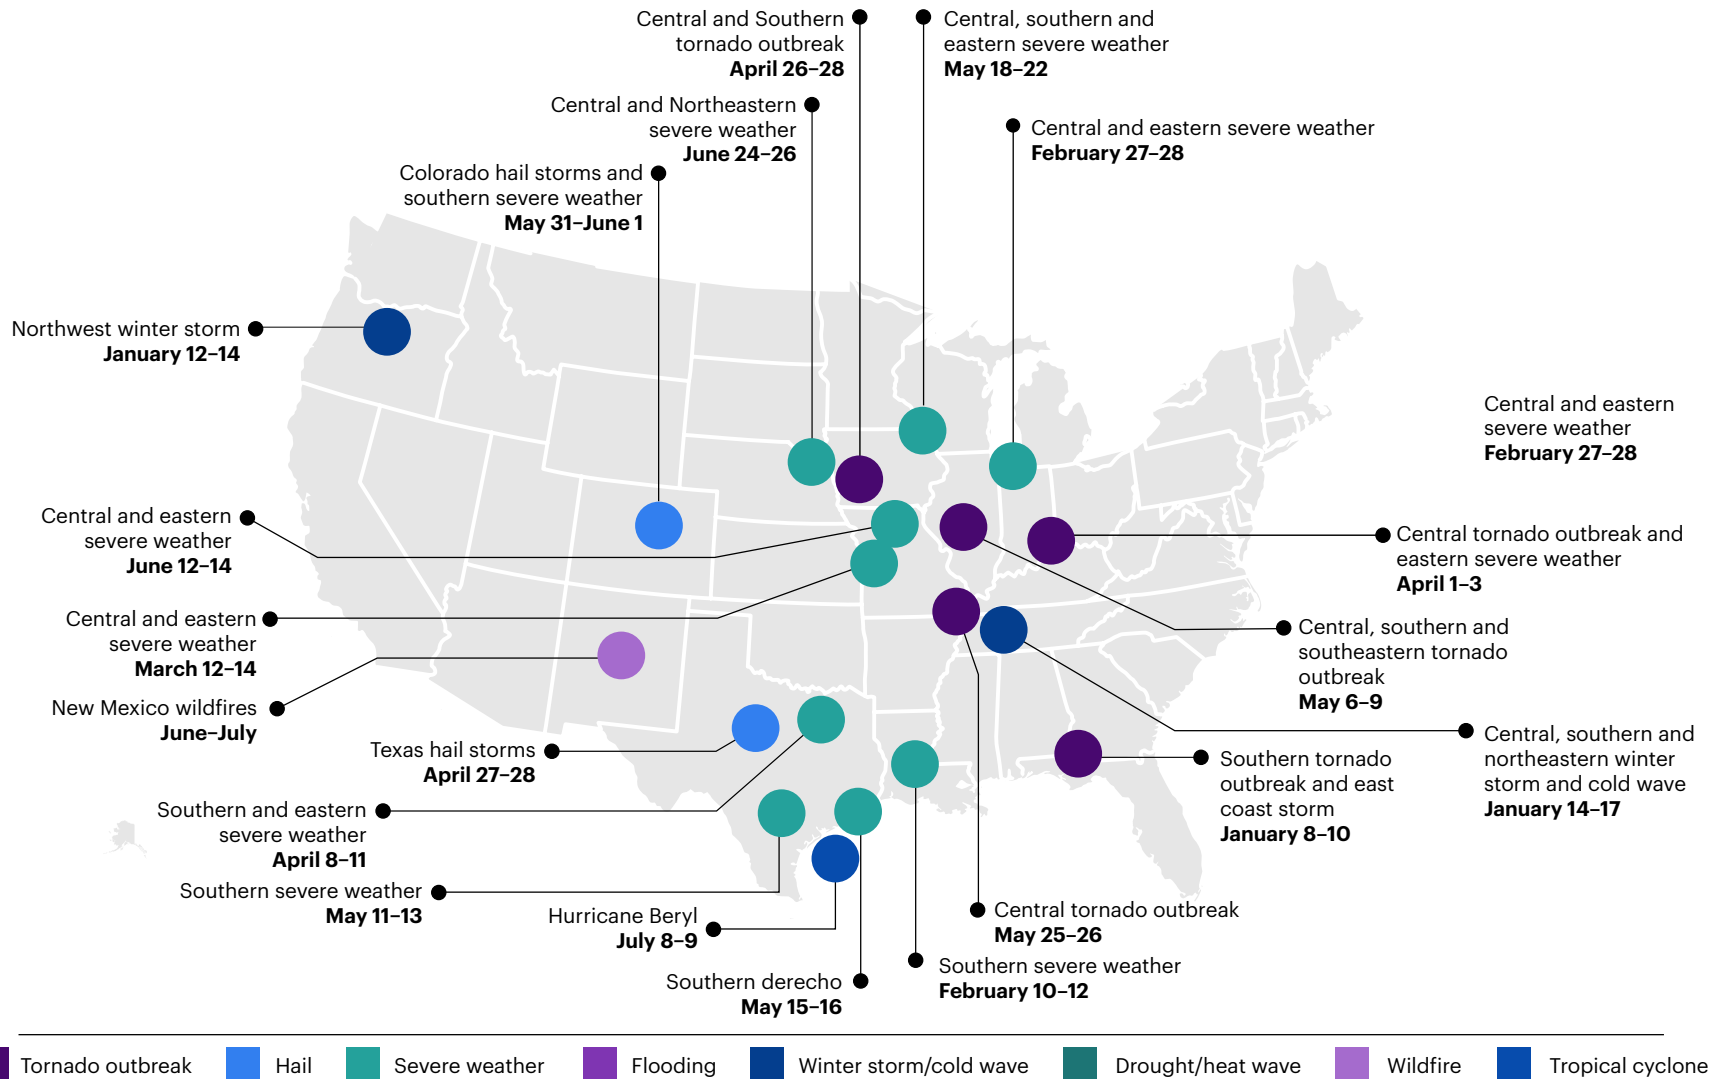 Central and Southern
tornado outbreak
April 26–28
Central, southern and
eastern severe weather
May 18–22
Central and Northeastern
severe weather
June 24–26
Central and eastern severe weather
February 27–28
Colorado hail storms and
southern severe weather
May 31–June 1
Northwest winter storm
January 12–14
Central and eastern
severe weather
February 27–28
Central and eastern
severe weather
June 12–14
Central tornado outbreak and
eastern severe weather
April 1–3
Central and eastern
severe weather
March 12–14
Central, southern and
southeastern tornado
outbreak
May 6–9
New Mexico wildfires
June–July
Texas hail storms
April 27–28
Central, southern and
northeastern winter
storm and cold wave
January 14–17
Southern tornado
outbreak and east
coast storm
January 8–10
Southern and eastern
severe weather
April 8–11
Southern severe weather
May 11–13
Hurricane Beryl
July 8–9
Central tornado outbreak
May 25–26
Southern derecho
May 15–16
Southern severe weather
February 10–12
Tornado outbreak
Hail
Severe weather
Flooding
Winter storm/cold wave
Drought/heat wave
Wildfire
Tropical cyclone